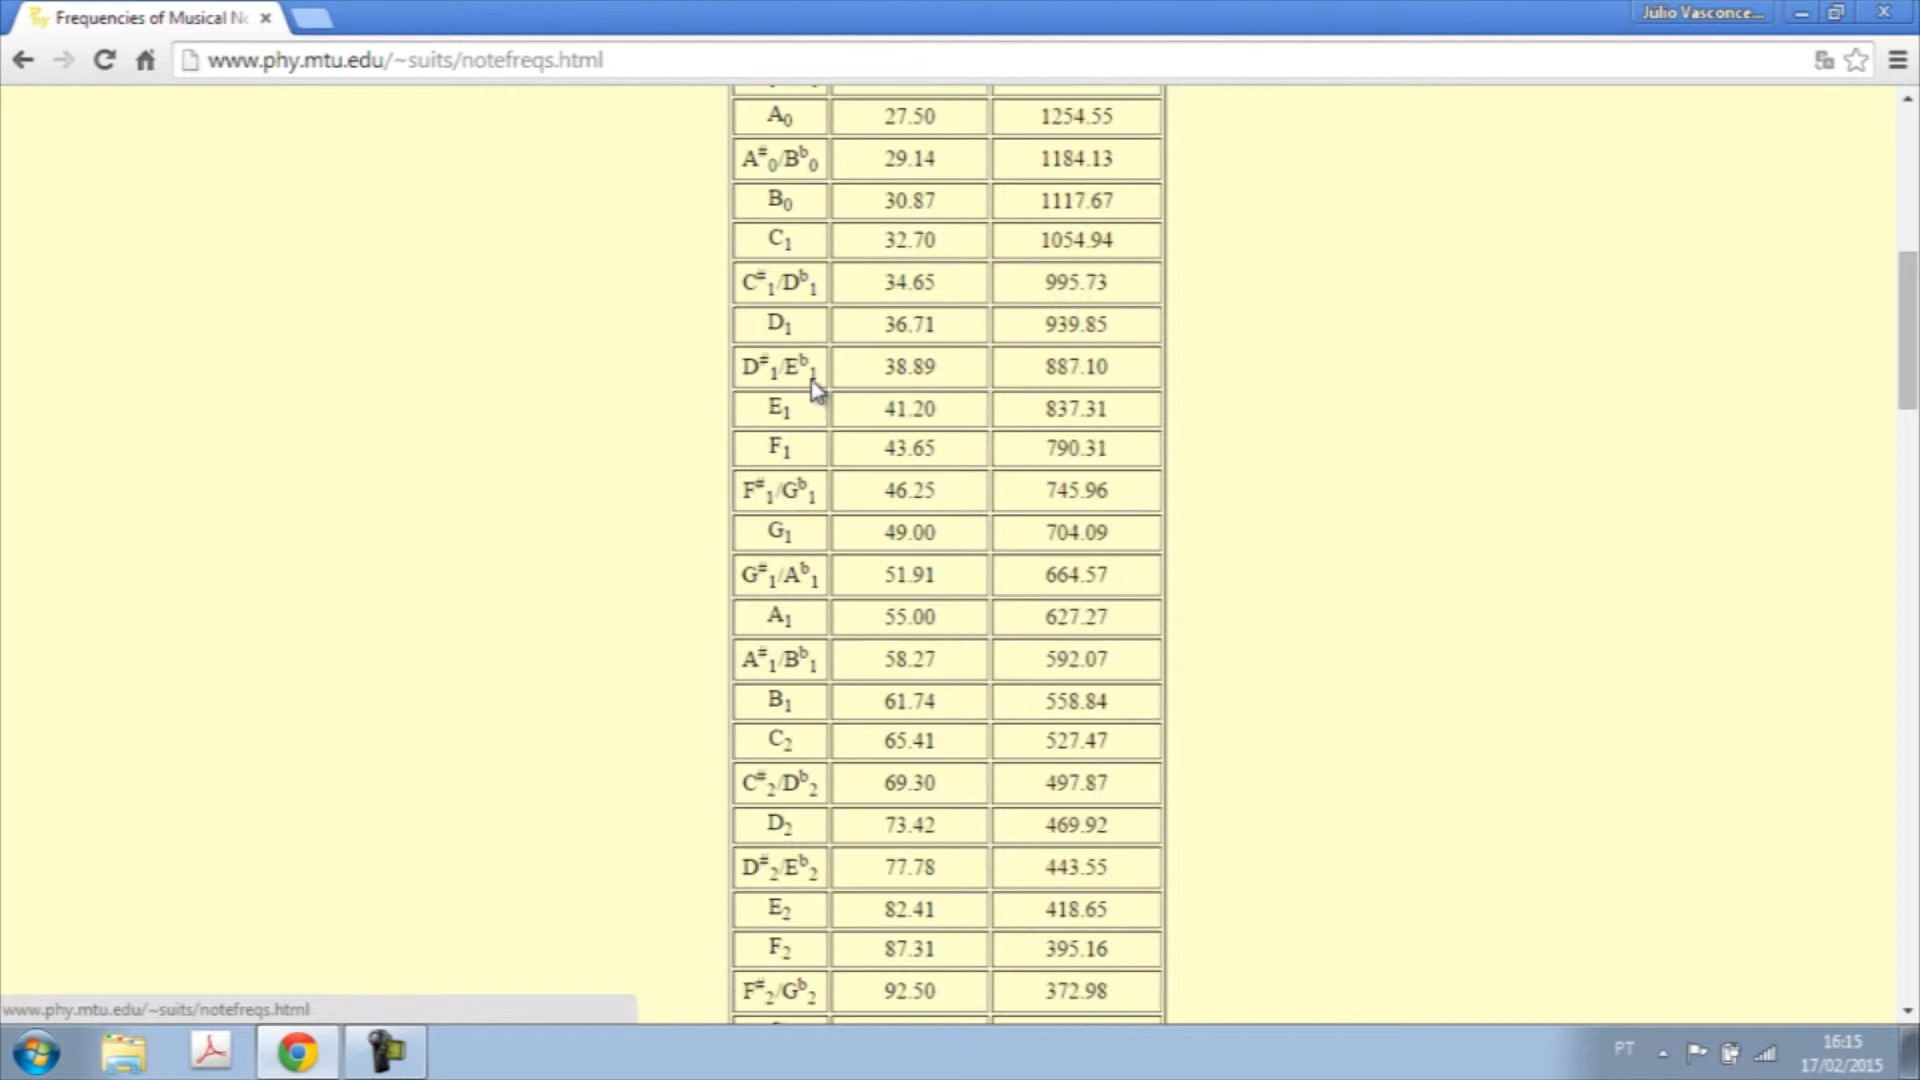 Frequencies of Musical No
Julio Vasconce...
www.phy.mtu.edu/~suits/notefreqs.html
A0 27.50 1254.55
A#0/Bb0 29.14 1184.13
B0 30.87 1117.67
C1 32.70 1054.94
C#1/Db1 34.65 995.73
D1 36.71 939.85
D#1/Eb1 38.89 887.10
E1 41.20 837.31
F1 43.65 790.31
F#1/Gb1 46.25 745.96
G1 49.00 704.09
G#1/Ab1 51.91 664.57
A1 55.00 627.27
A#1/Bb1 58.27 592.07
B1 61.74 558.84
C2 65.41 527.47
C#2/Db2 69.30 497.87
D2 73.42 469.92
D#2/Eb2 77.78 443.55
E2 82.41 418.65
F2 87.31 395.16
F#2/Gb2 92.50 372.98
www.phy.mtu.edu/~suits/notefreqs.html
PT
16:15
17/02/2015